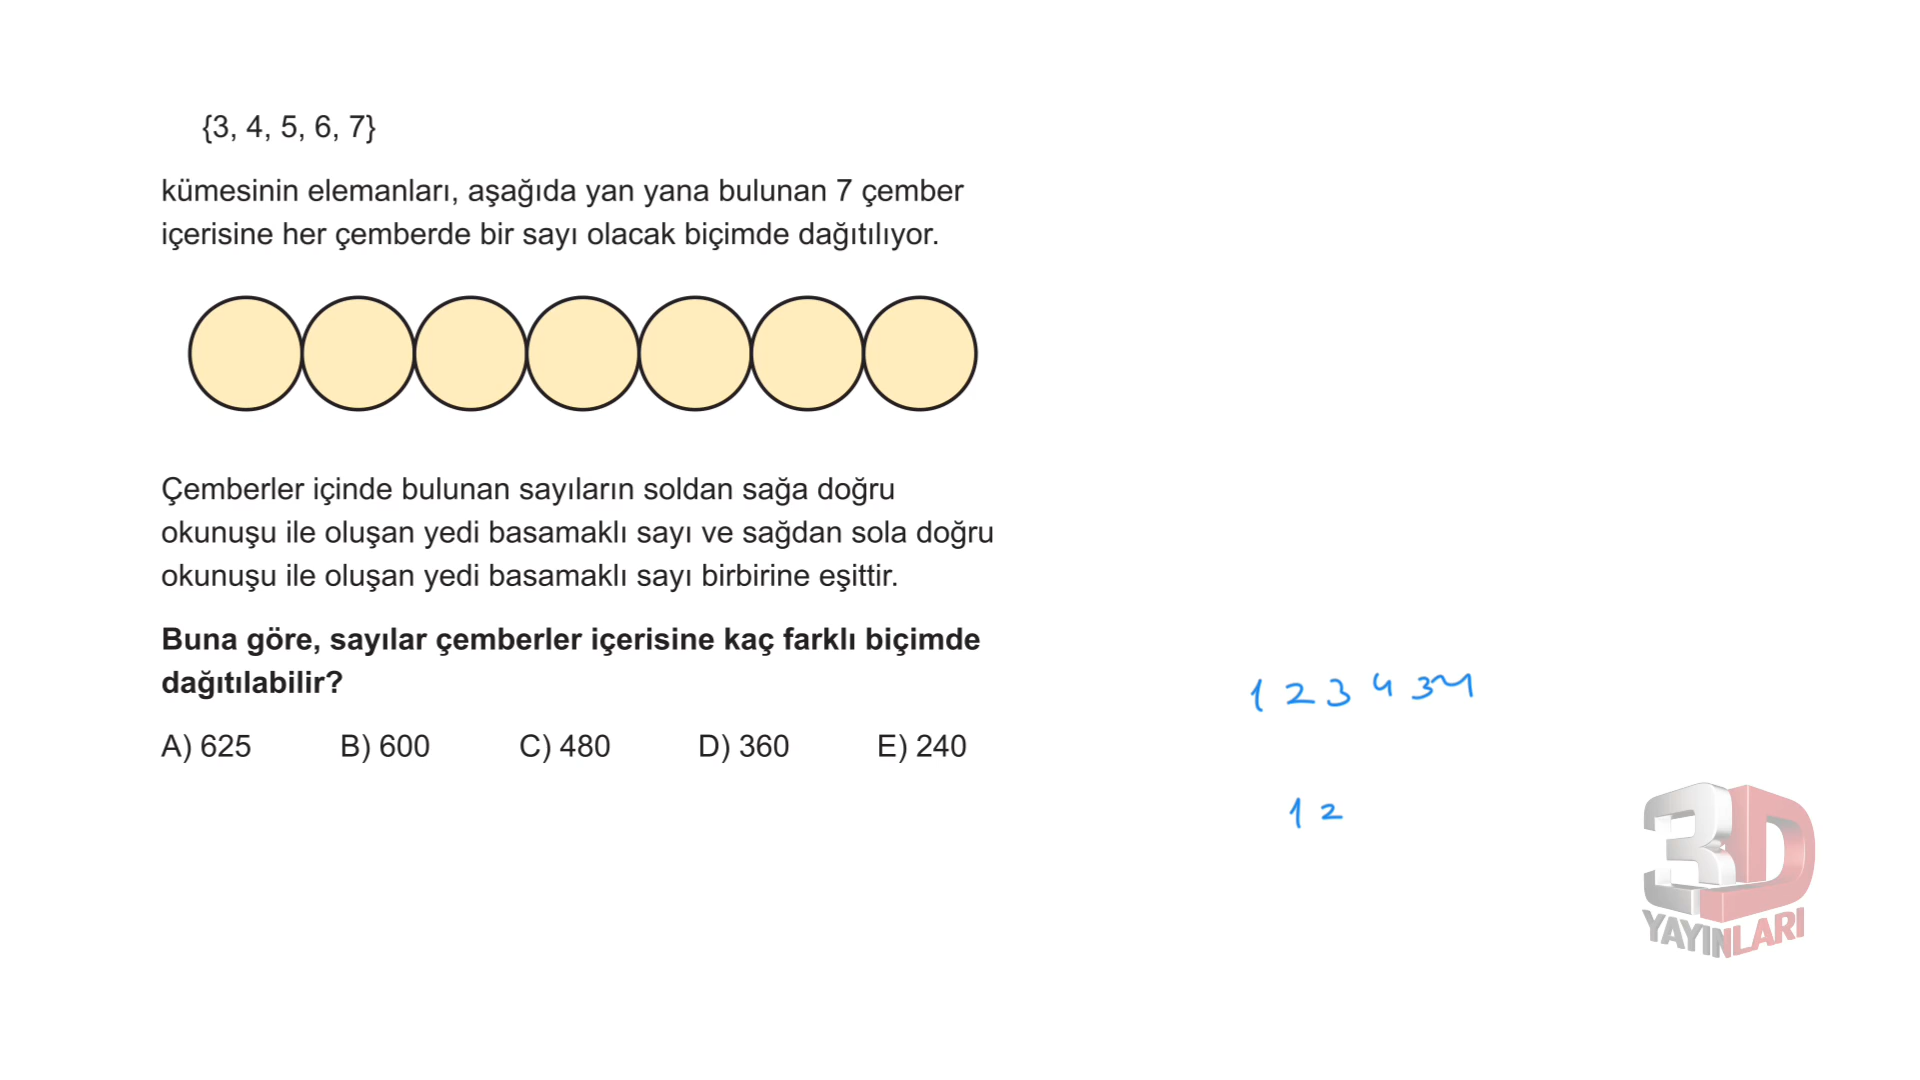 {3, 4, 5, 6, 7}
kümesinin elemanları, aşağıda yan yana bulunan 7 çember
içerisine her çemberde bir sayı olacak biçimde dağıtılıyor.
Çemberler içinde bulunan sayıların soldan sağa doğru
okunuşu ile oluşan yedi basamaklı sayı ve sağdan sola doğru
okunuşu ile oluşan yedi basamaklı sayı birbirine eşittir.
Buna göre, sayılar çemberler içerisine kaç farklı biçimde
dağıtılabilir?
A) 625 B) 600 C) 480 D) 360 E) 240
1 2 3 4 3
1 2
3D
YAYINLARI